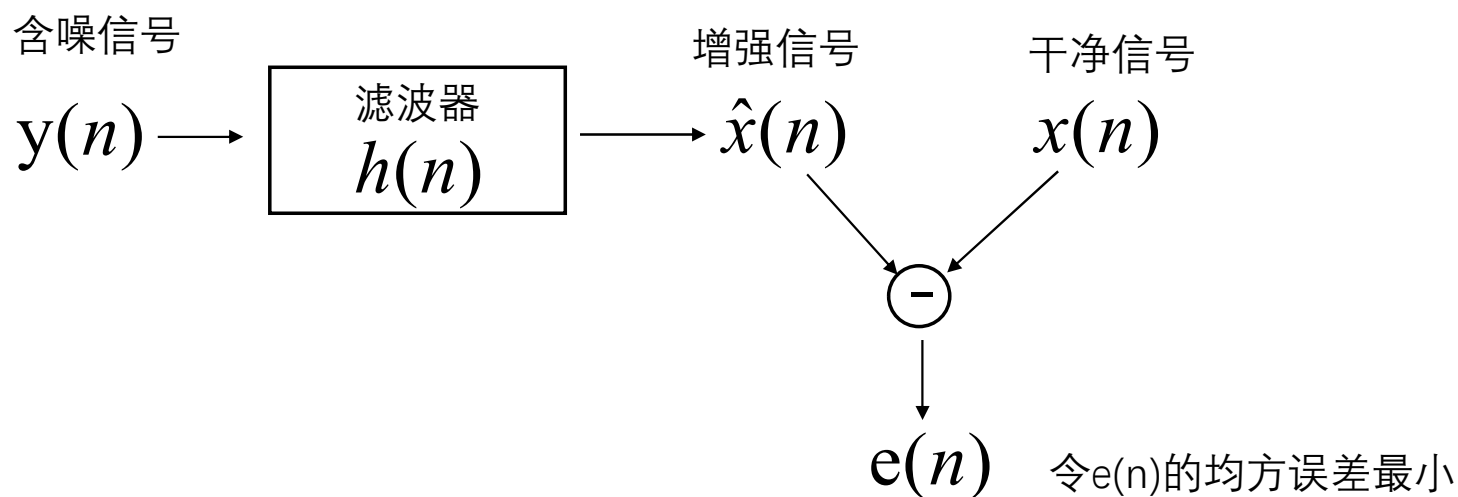 含噪信号
y(n)
滤波器
h(n)
增强信号
x̂(n)
干净信号
x(n)
-
e(n)
令e(n)的均方误差最小